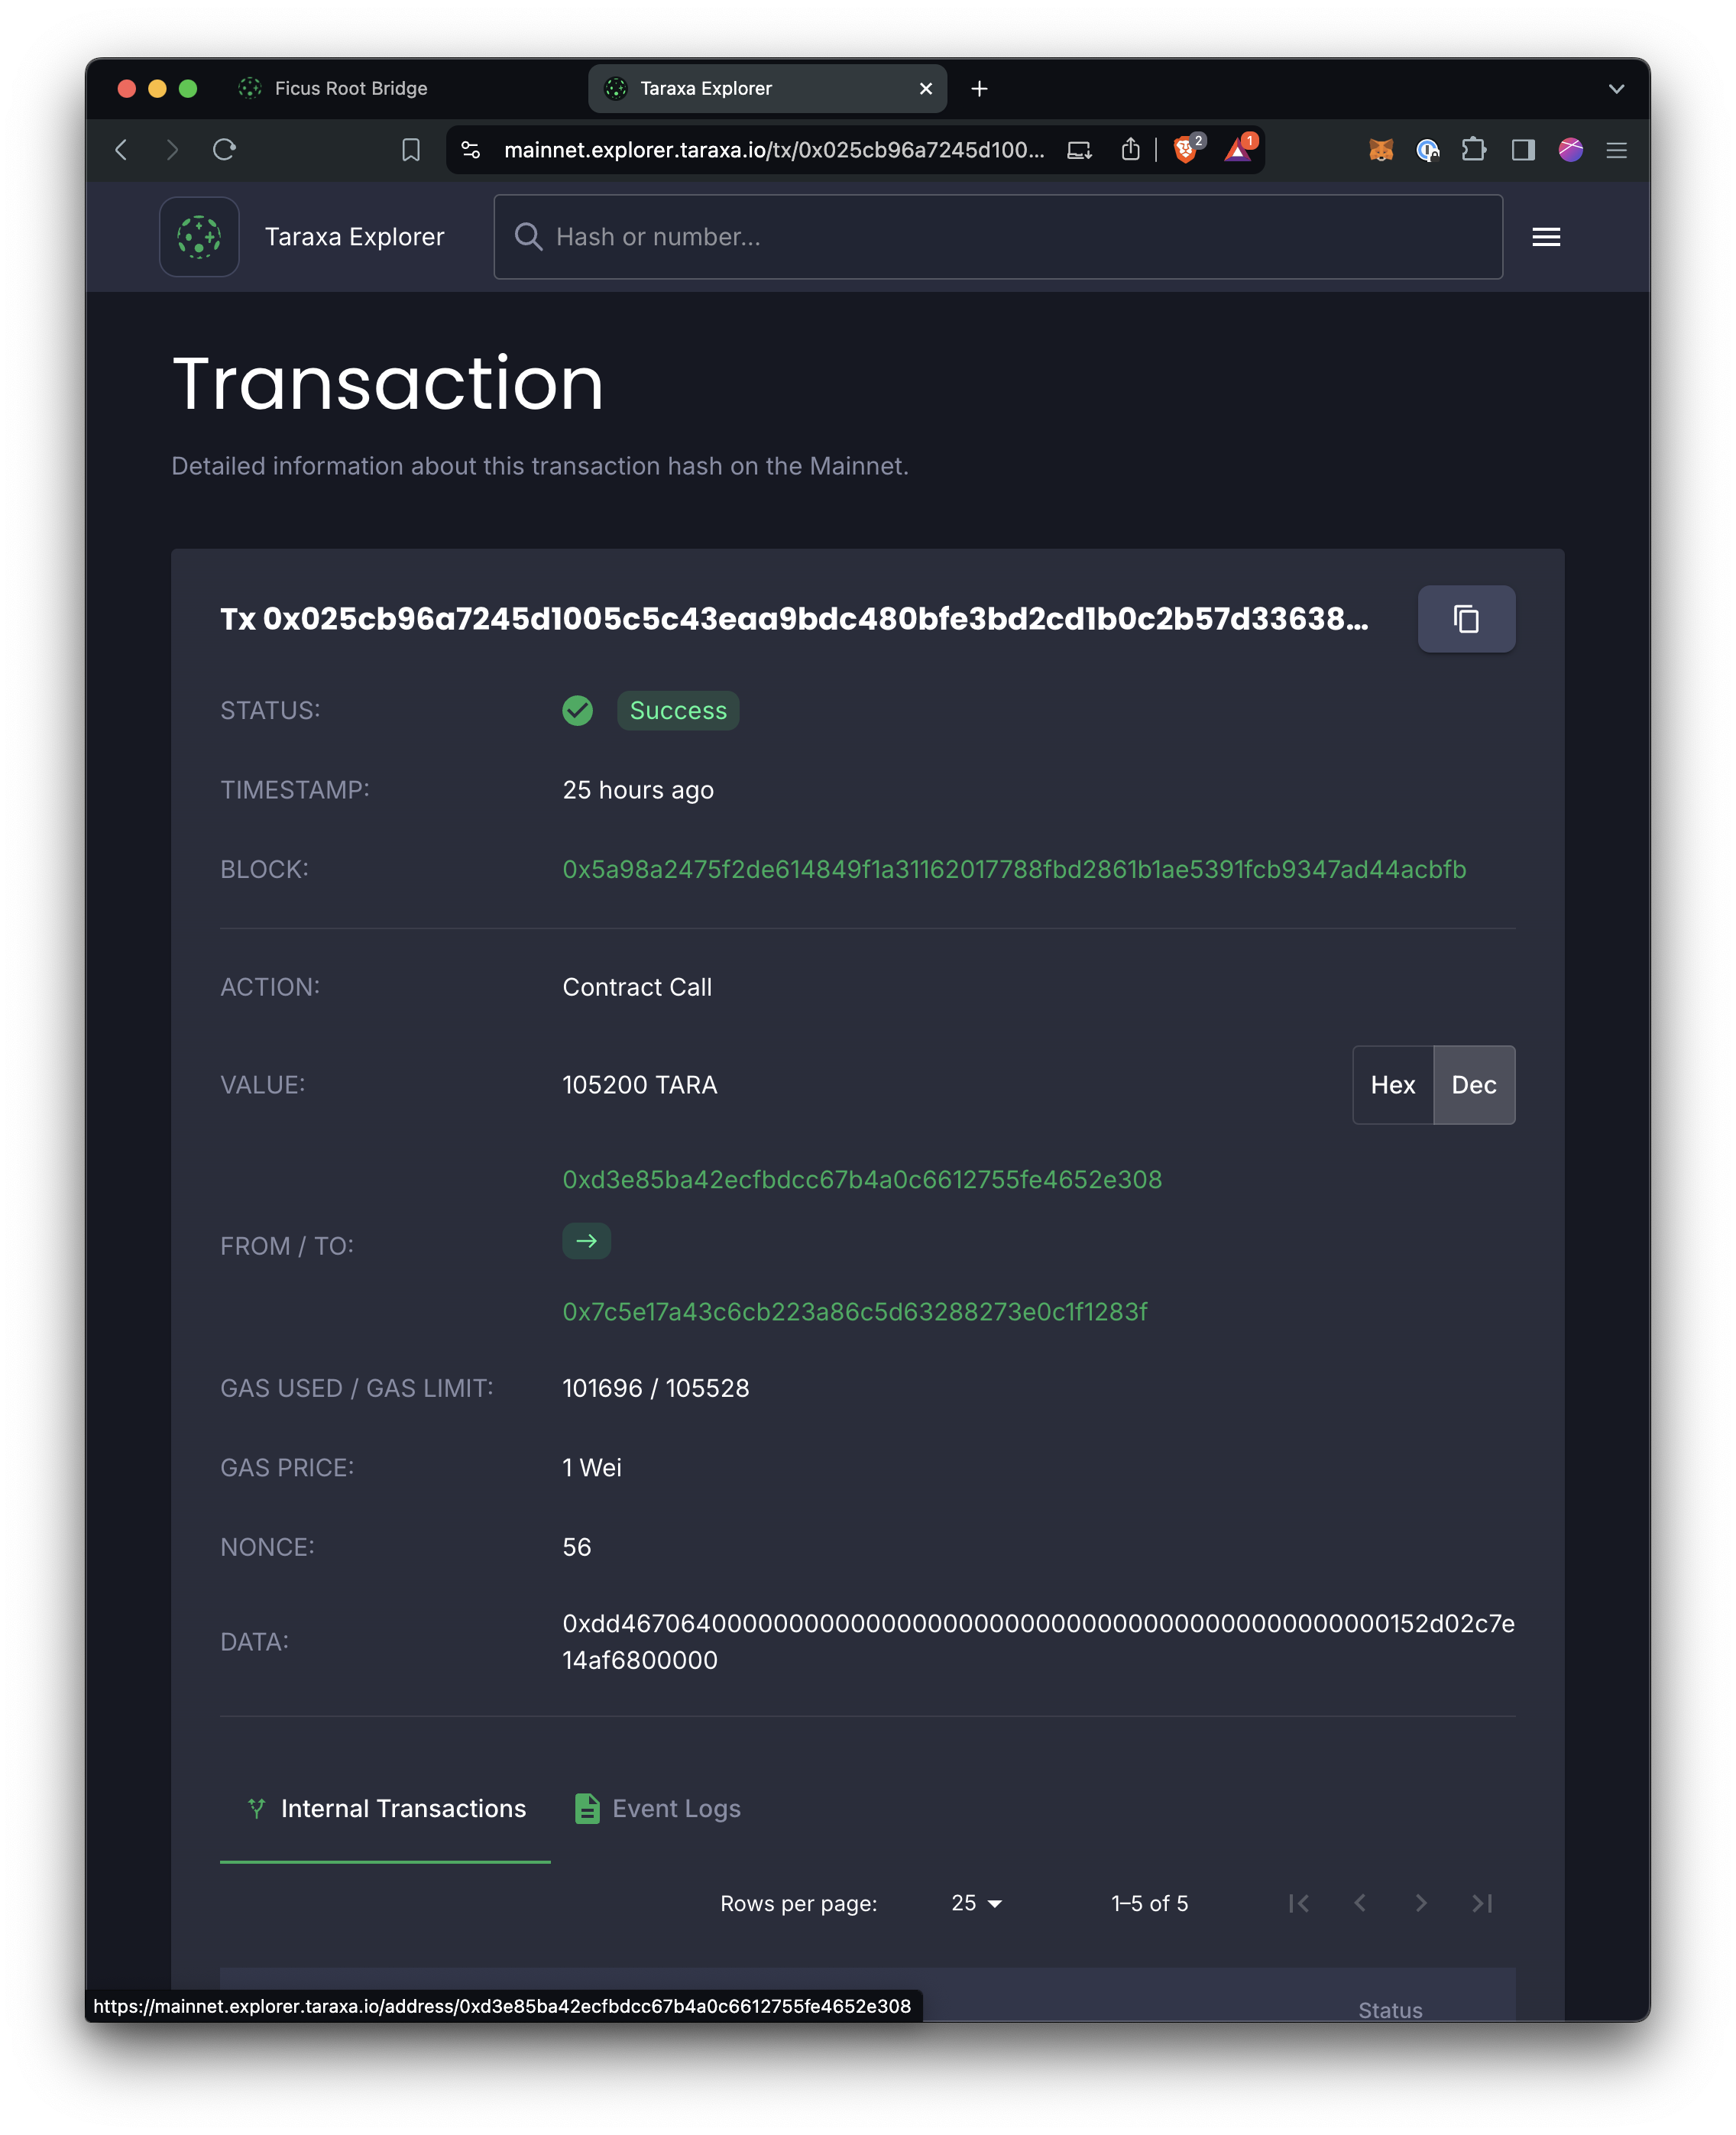 Ficus Root Bridge
Taraxa Explorer
mainnet.explorer.taraxa.io/tx/0x025cb96a7245d100...
2
1
Taraxa Explorer
Hash or number...
Transaction
Detailed information about this transaction hash on the Mainnet.
Tx 0x025cb96a7245d1005c5c43eaa9bdc480bfe3bd2cd1b0c2b57d33638...
STATUS: Success
TIMESTAMP: 25 hours ago
BLOCK: 0x5a98a2475f2de614849f1a31162017788fbd2861b1ae5391fcb9347ad44acbfb
ACTION: Contract Call
VALUE: 105200 TARA Hex Dec
0xd3e85ba42ecfbdcc67b4a0c6612755fe4652e308
FROM / TO:
0x7c5e17a43c6cb223a86c5d63288273e0c1f1283f
GAS USED / GAS LIMIT: 101696 / 105528
GAS PRICE: 1 Wei
NONCE: 56
DATA: 0xdd4670640000000000000000000000000000000000000000000152d02c7e
14af6800000
Internal Transactions Event Logs
Rows per page: 25 1–5 of 5
https://mainnet.explorer.taraxa.io/address/0xd3e85ba42ecfbdcc67b4a0c6612755fe4652e308
Status